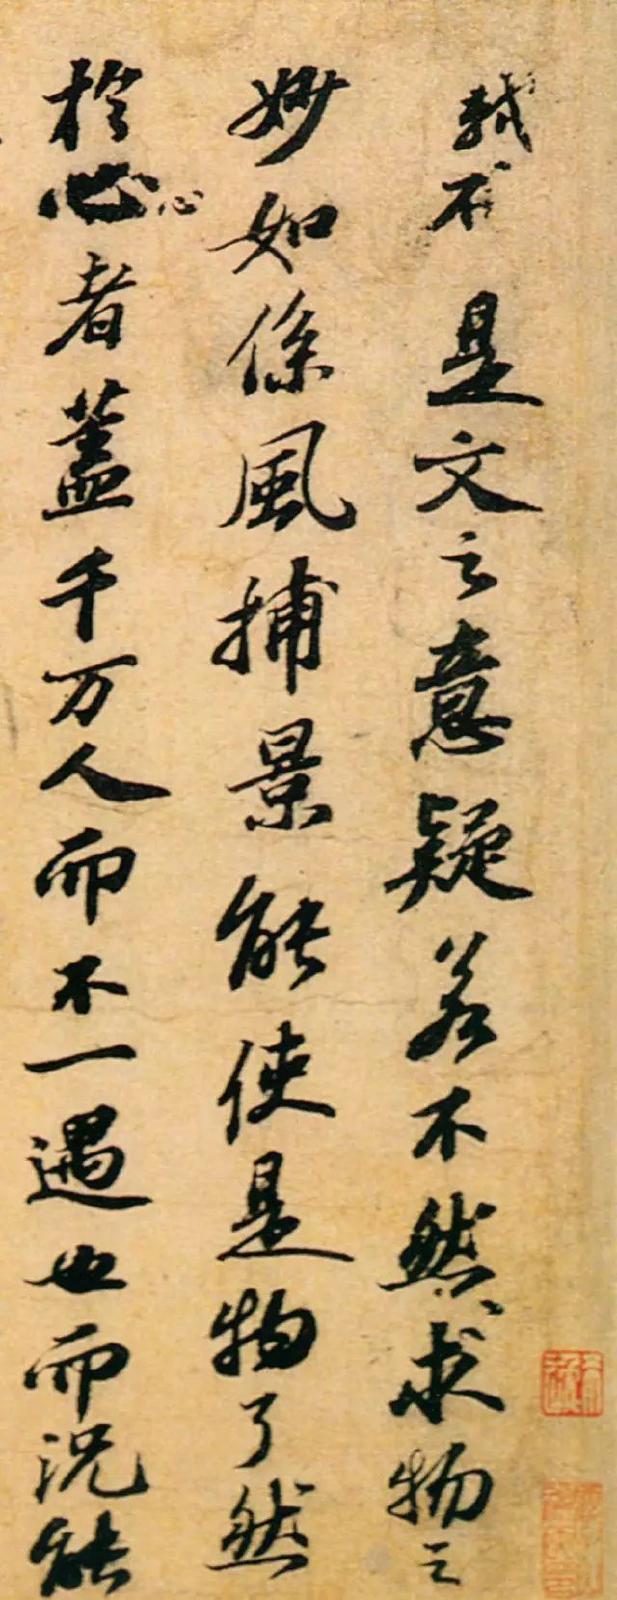 軾不是文之意疑若不然求物之
妙如係風捕景能使是物了然
於心心者蓋千万人而不一遇也而況能